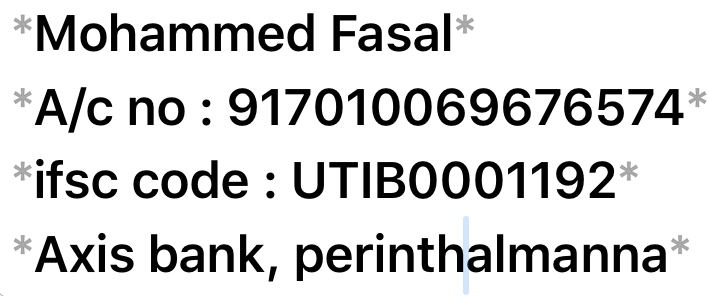 *Mohammed Fasal*
*A/c no : 917010069676574*
*ifsc code : UTIB0001192*
*Axis bank, perinthalmanna*